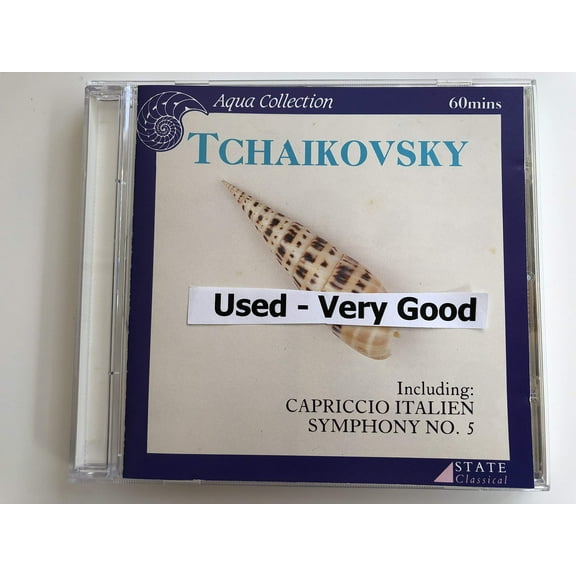 Aqua Collection 60mins
TCHAIKOVSKY
Used - Very Good
Including:
CAPRICCIO ITALIEN
SYMPHONY NO. 5
STATE
Classical